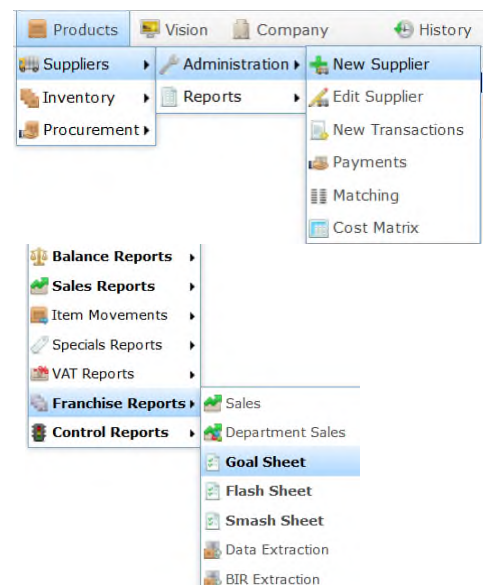 Products Vision Company History
Suppliers Administration New Supplier
Inventory Reports Edit Supplier
Procurement New Transactions
Payments
Matching
Cost Matrix
Balance Reports
Sales Reports
Item Movements
Specials Reports
VAT Reports
Franchise Reports Sales
Control Reports Department Sales
Goal Sheet
Flash Sheet
Smash Sheet
Data Extraction
BIR Extraction